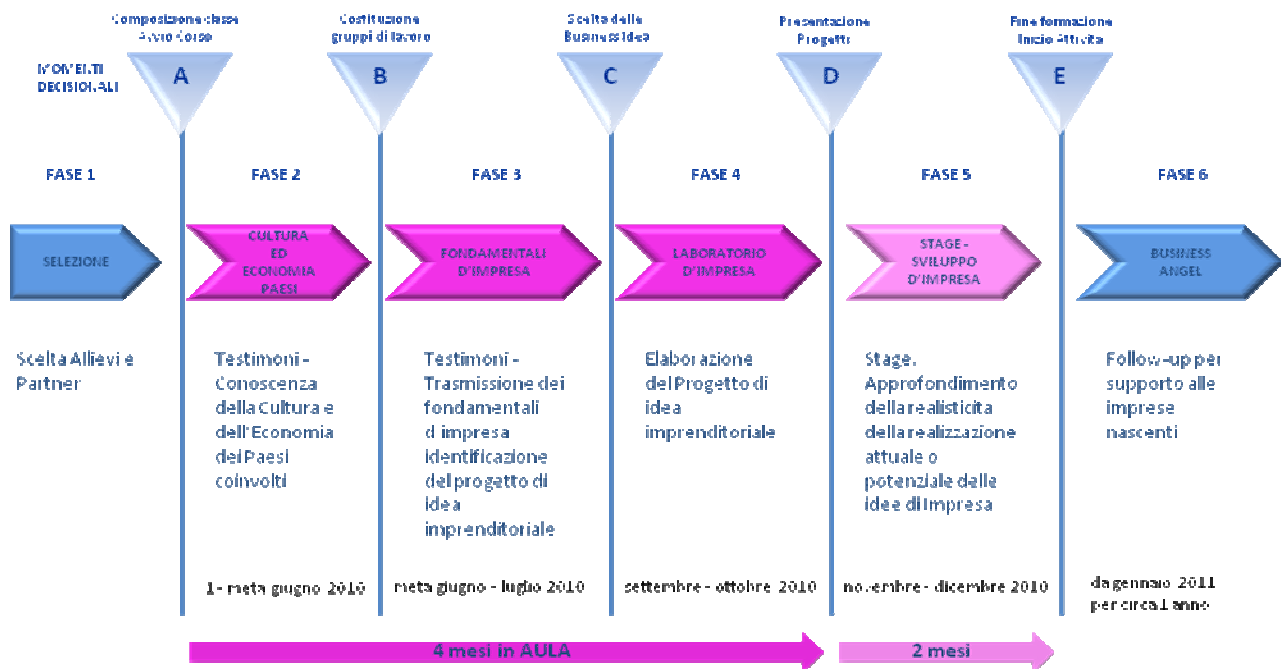 Composizione classe
Avvio Corso
Costituzione
gruppi di lavoro
Scelta delle
Business Idea
Presentazione
Progetti
Fine formazione
Inizio Attivita
MOMENTI
DECISIONALI
A
B
C
D
E
FASE 1
FASE 2
FASE 3
FASE 4
FASE 5
FASE 6
SELEZIONE
CULTURA
ED
ECONOMIA
PAESI
FONDAMENTALI
D'IMPRESA
LABORATORIO
D'IMPRESA
STAGE -
SVILUPPO
D'IMPRESA
BUSINESS
ANGEL
Scelta Allievi e
Partner
Testimoni -
Conoscenza
della Cultura e
dell'Economia
dei Paesi
coinvolti
Testimoni -
Trasmissione dei
fondamentali
d impresa
identificazione
del progetto di
idea
imprenditoriale
Elaborazione
del Progetto di
idea
imprenditoriale
Stage.
Approfondimento
della realisticita
della realizzazione
attuale o
potenziale delle
idee di Impresa
Follow-up per
supporto alle
imprese
nascenti
1 - meta giugno 2010
meta giugno - luglio 2010
settembre - ottobre 2010
novembre - dicembre 2010
da gennaio 2011
per circa 1 anno
4 mesi in AULA
2 mesi